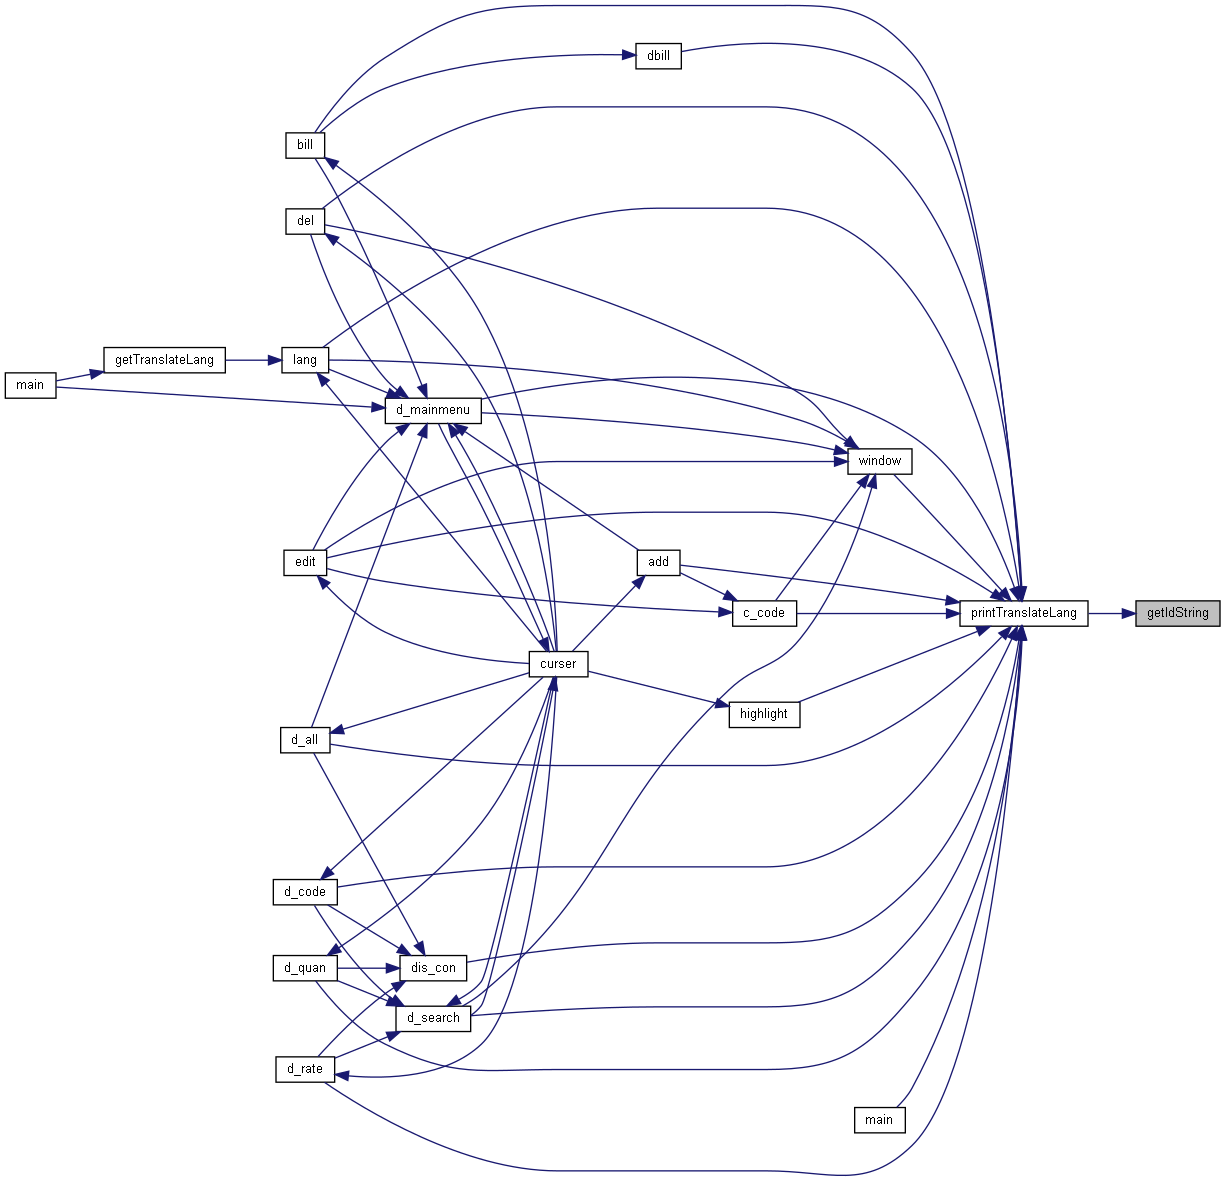 dbill
bill
del
getTranslateLang
lang
main
d_mainmenu
window
edit
add
c_code
printTranslateLang
getIdString
curser
highlight
d_all
d_code
d_quan
dis_con
d_search
d_rate
main